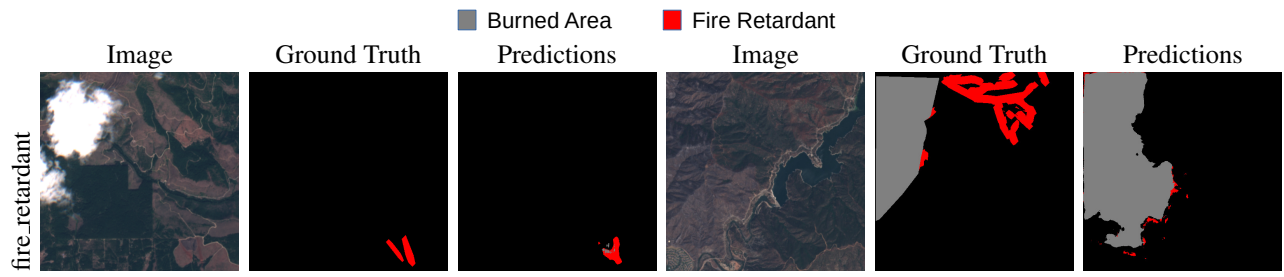 Burned Area Fire Retardant
Image Ground Truth Predictions Image Ground Truth Predictions
fire_retardant